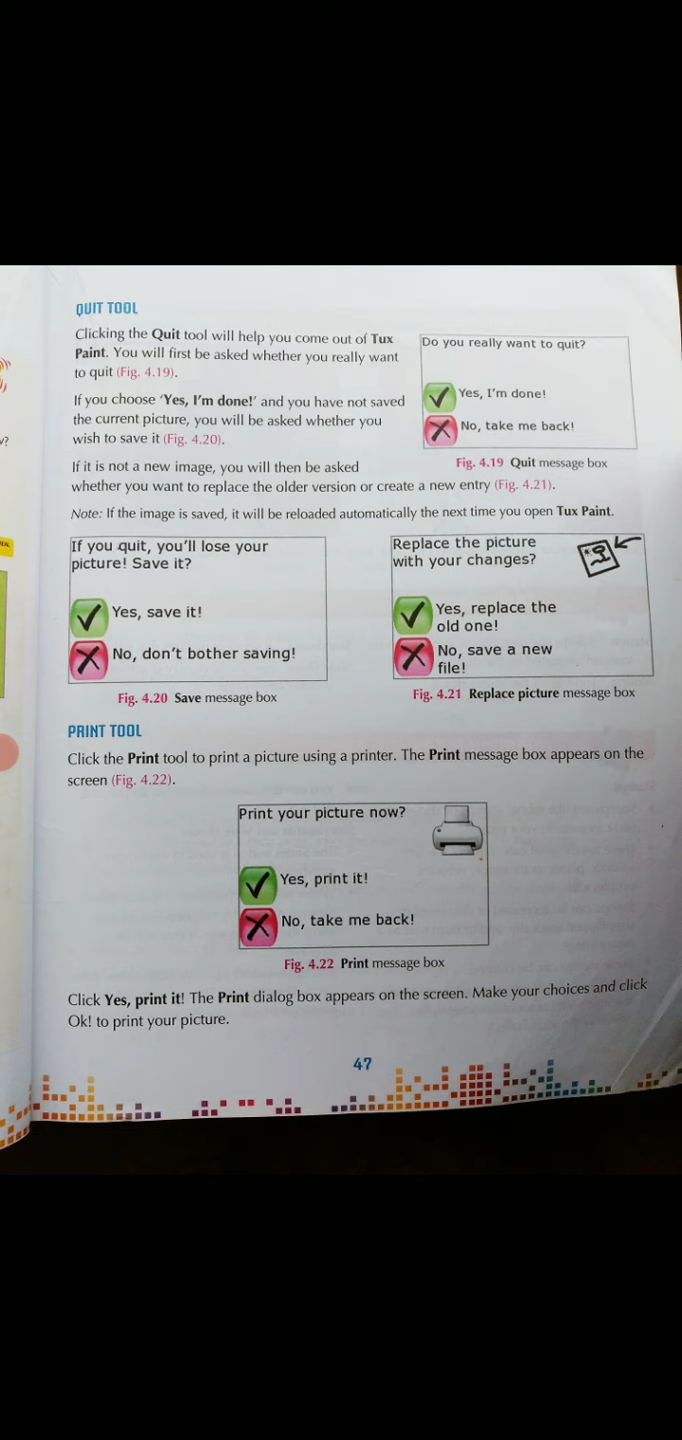 QUIT TOOL
Clicking the Quit tool will help you come out of Tux
Paint. You will first be asked whether you really want
to quit (Fig. 4.19).
If you choose ‘Yes, I’m done!’ and you have not saved
the current picture, you will be asked whether you
wish to save it (Fig. 4.20).
Do you really want to quit?
Yes, I’m done!
No, take me back!
Fig. 4.19 Quit message box
If it is not a new image, you will then be asked
whether you want to replace the older version or create a new entry (Fig. 4.21).
Note: If the image is saved, it will be reloaded automatically the next time you open Tux Paint.
If you quit, you’ll lose your
picture! Save it?
Yes, save it!
No, don’t bother saving!
Fig. 4.20 Save message box
Replace the picture
with your changes?
Yes, replace the
old one!
No, save a new
file!
Fig. 4.21 Replace picture message box
PRINT TOOL
Click the Print tool to print a picture using a printer. The Print message box appears on the
screen (Fig. 4.22).
Print your picture now?
Yes, print it!
No, take me back!
Fig. 4.22 Print message box
Click Yes, print it! The Print dialog box appears on the screen. Make your choices and click
Ok! to print your picture.
47